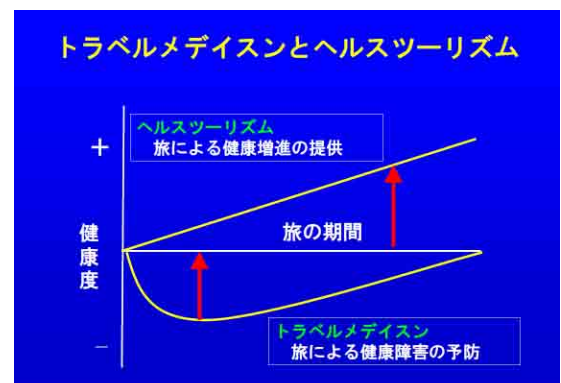 トラベルメデイスンとヘルスツーリズム
ヘルスツーリズム
旅による健康増進の提供
+
旅の期間
健康度
トラベルメデイスン
旅による健康障害の予防
－